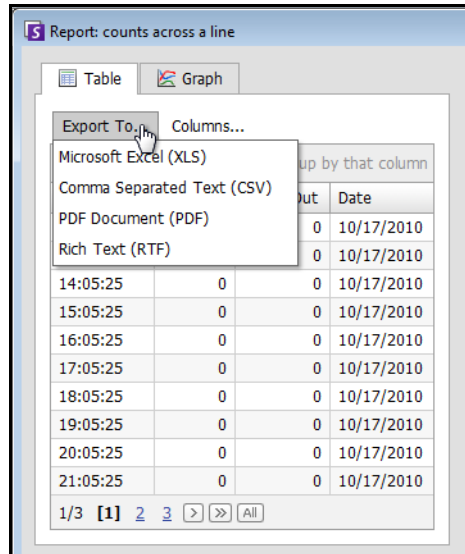 Report: counts across a line
Table Graph
Export To... Columns...
Microsoft Excel (XLS)
Comma Separated Text (CSV)
PDF Document (PDF)
Rich Text (RTF)
up by that column
Out Date
0 10/17/2010
0 10/17/2010
14:05:25 0 0 10/17/2010
15:05:25 0 0 10/17/2010
16:05:25 0 0 10/17/2010
17:05:25 0 0 10/17/2010
18:05:25 0 0 10/17/2010
19:05:25 0 0 10/17/2010
20:05:25 0 0 10/17/2010
21:05:25 0 0 10/17/2010
1/3 [1] 2 3 > >> All